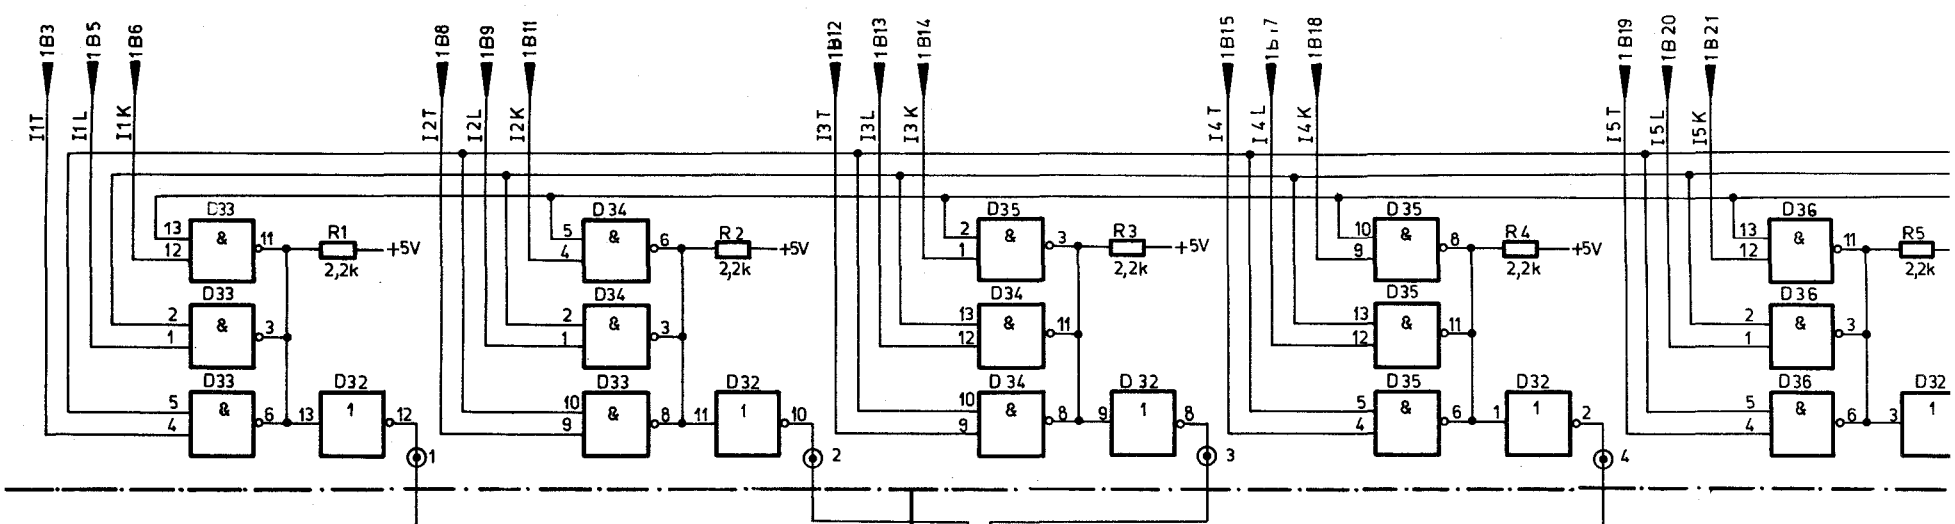 1B3 1B5 1B6 1B8 1B9 1B11 1B12 1B13 1B14 1B15 1B18 1B19 1B20 1B21
I1T I1L I1K I2T I2L I2K I3T I3L I3K I4T I4L I4K I5T I5L I5K
D33 D34 D35 D35 D36
13 & 11 R1 +5V 5 & 6 R2 +5V 2 & 3 R3 +5V 10 & 8 R4 +5V 13 & 11 R5
12 2,2k 4 2,2k 1 2,2k 9 2,2k 12 2,2k
D33 D34 D34 D35 D36
2 & 3 2 & 3 13 & 11 13 & 11 2 & 3
1 1 12 12 1
D33 D32 D33 D32 D34 D32 D35 D32 D36 D32
5 & 6 13 1 12 10 & 8 11 1 10 10 & 8 9 1 8 5 & 6 1 1 2 5 & 6 3 1
4 9 9 4 4
1 2 3 4